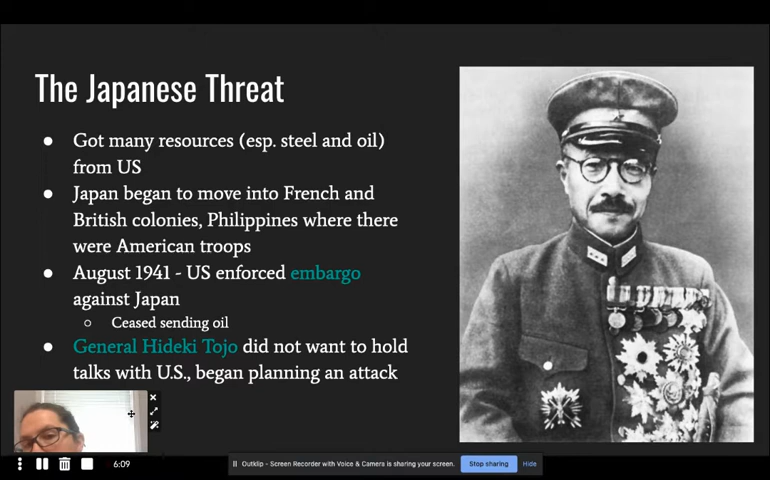 The Japanese Threat
● Got many resources (esp. steel and oil)
from US
● Japan began to move into French and
British colonies, Philippines where there
were American troops
● August 1941 - US enforced embargo
against Japan
○ Ceased sending oil
● General Hideki Tojo did not want to hold
talks with U.S., began planning an attack
6:09
Outklip - Screen Recorder with Voice & Camera is sharing your screen. Stop sharing Hide